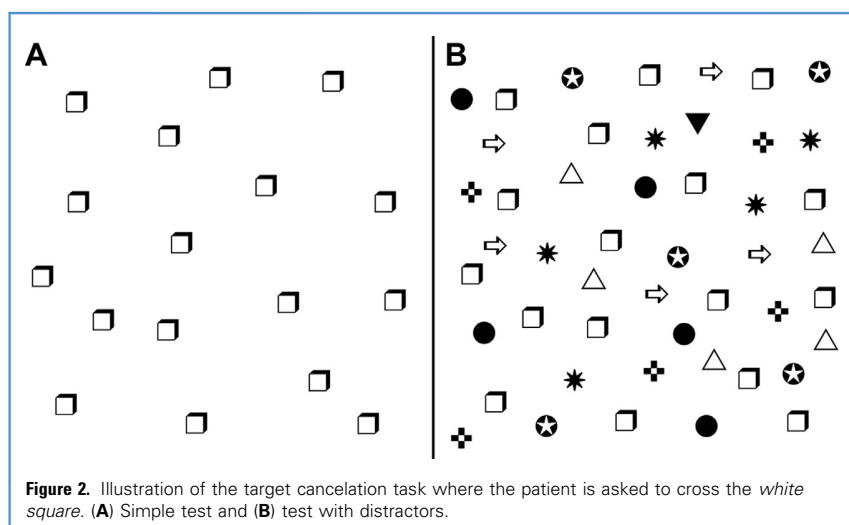 A
B
Figure 2. Illustration of the target cancelation task where the patient is asked to cross the white
square. (A) Simple test and (B) test with distractors.